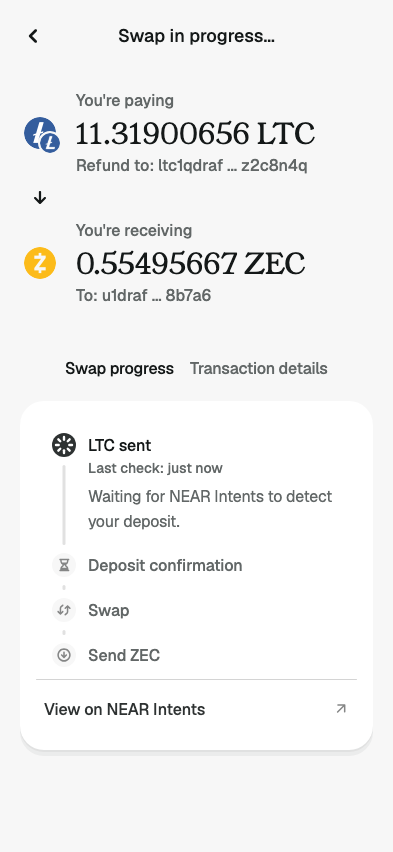 Swap in progress...
You're paying
11.31900656 LTC
Refund to: ltc1qdraf ... z2c8n4q
You're receiving
0.55495667 ZEC
To: u1draf ... 8b7a6
Swap progress
Transaction details
LTC sent
Last check: just now
Waiting for NEAR Intents to detect
your deposit.
Deposit confirmation
Swap
Send ZEC
View on NEAR Intents